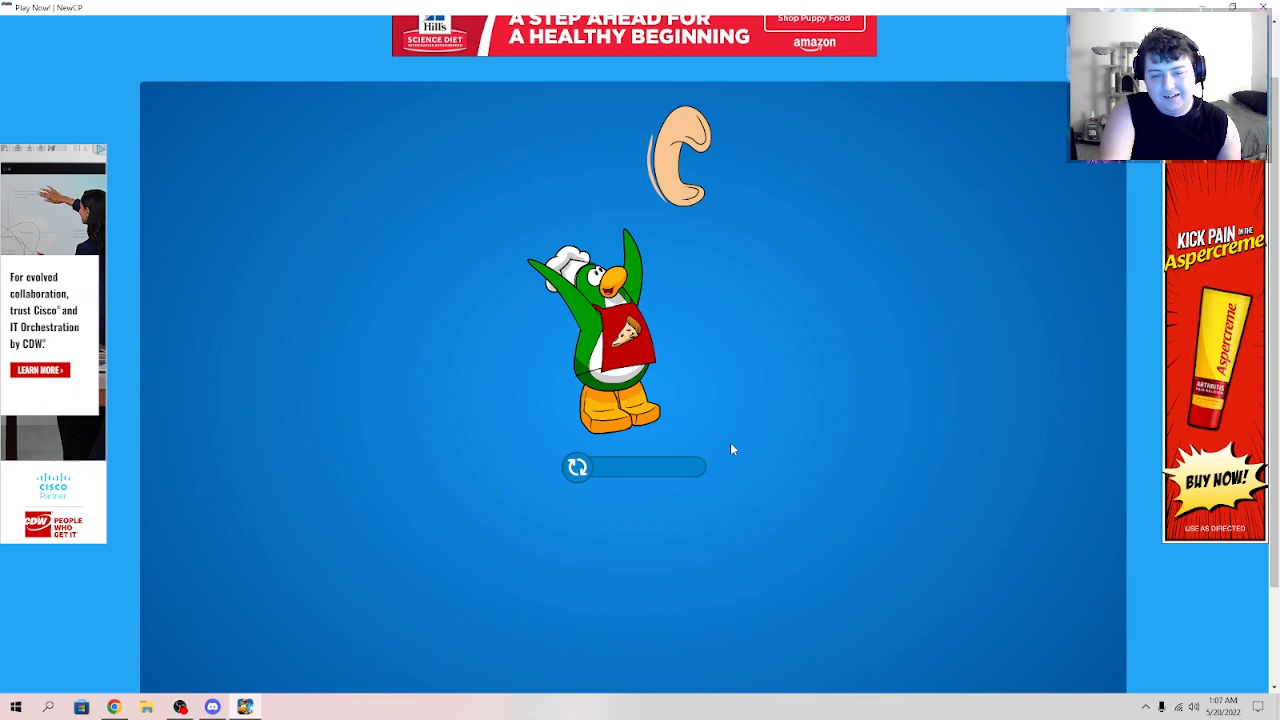 Play Now! | NewCP
Hill's
SCIENCE DIET
A STEP AHEAD FOR
A HEALTHY BEGINNING
Shop Puppy Food
amazon
For evolved
collaboration,
trust Cisco® and
IT Orchestration
by CDW.®
LEARN MORE ›
CISCO
Partner
CDW
PEOPLE
WHO
GET IT
KICK PAIN IN THE
Aspercreme
Aspercreme
ARTHRITIS
BUY NOW!
USE AS DIRECTED
1:07 AM
5/20/2022